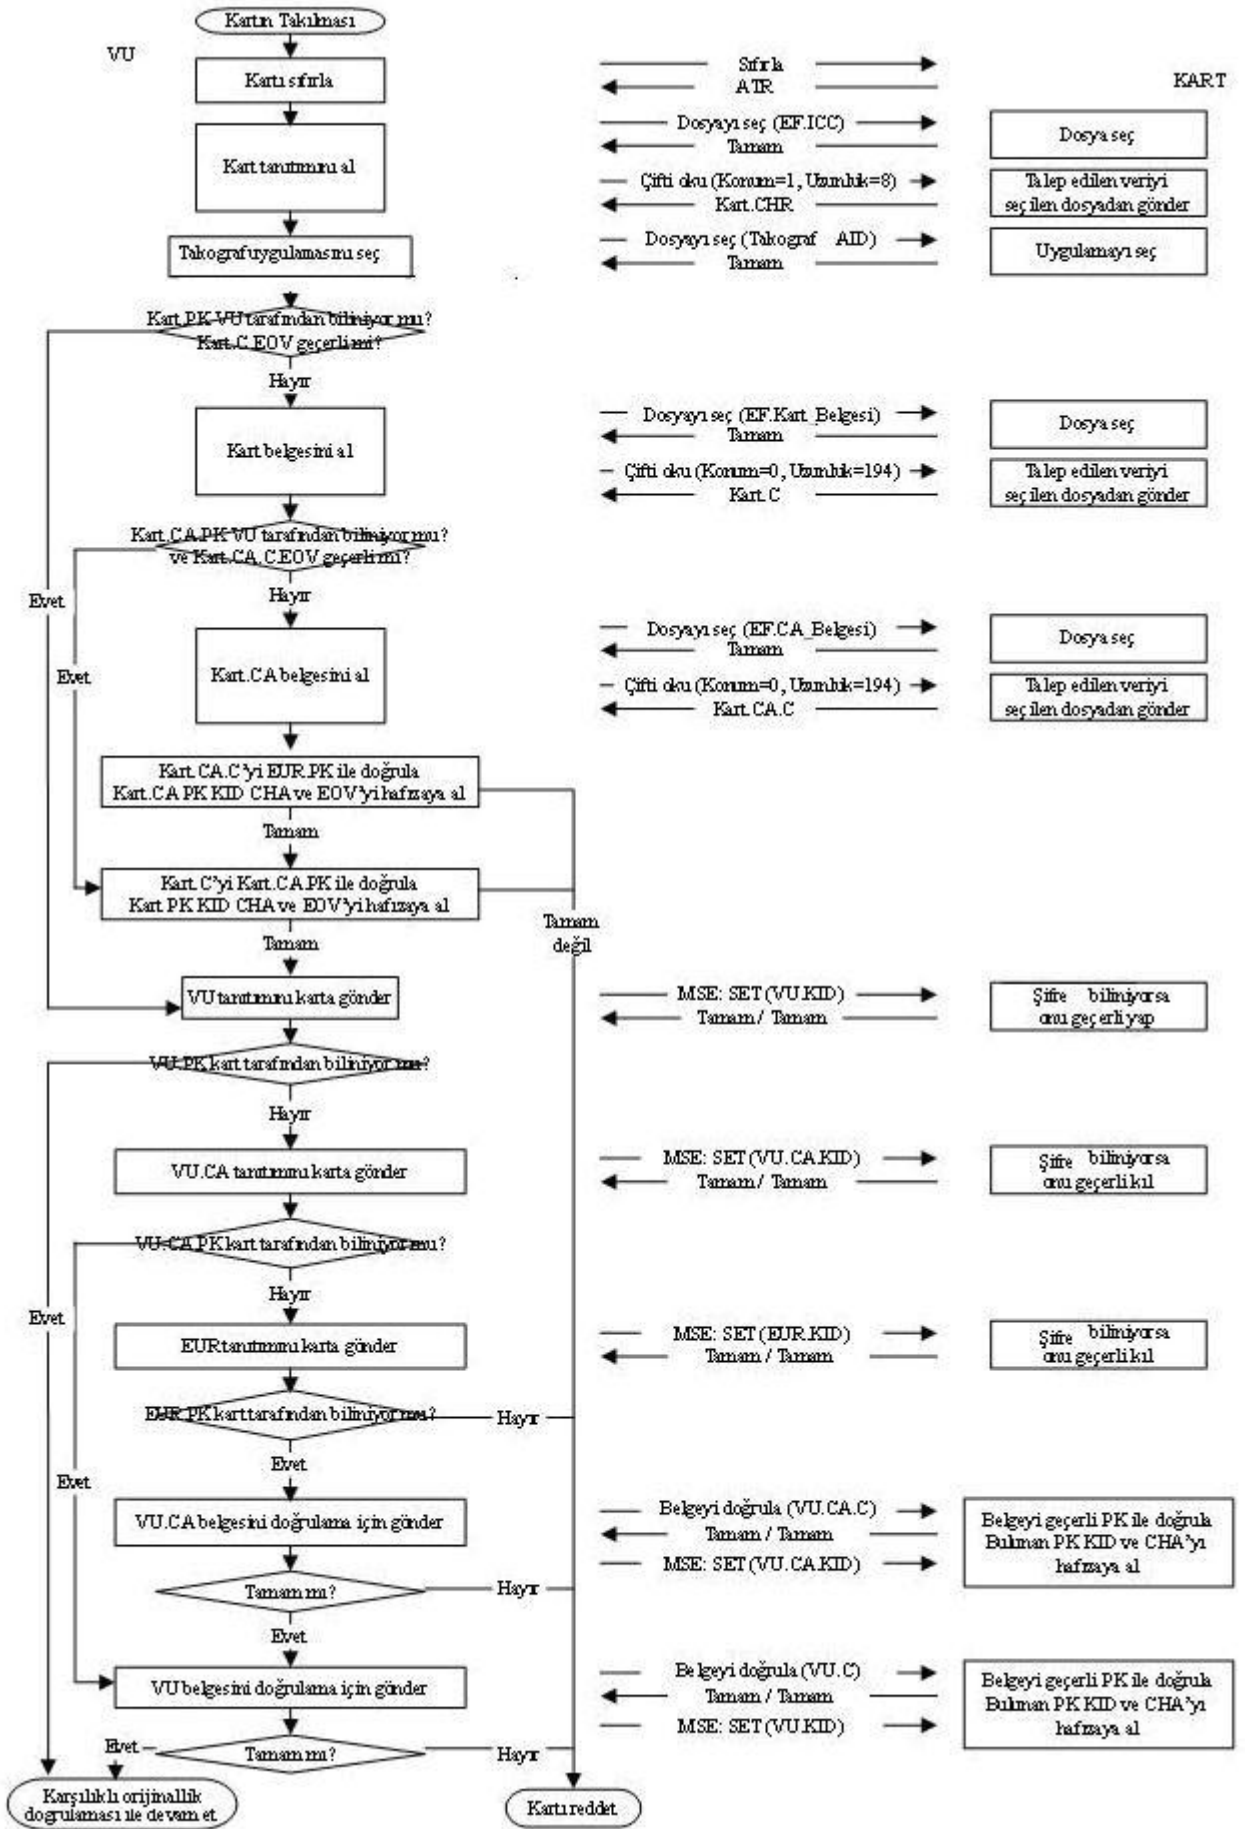 Kartın Takılması
VU
Kartı sıfırla
Sıfırla
ATR
KART
Kart tanıtımını al
Dosyayı seç (EF.ICC)
Tamam
Dosya seç
Çifti oku (Konum=1, Uzunluk=8)
Kart.CHR
Talep edilen veriyi
seçilen dosyadan gönder
Takograf uygulamasını seç
Dosyayı seç (Takograf AID)
Tamam
Uygulamayı seç
Kart.PK VU tarafından biliniyor mu?
Kart.C.EOV geçerli mi?
Hayır
Kart belgesini al
Dosyayı seç (EF.Kart_Belgesi)
Tamam
Dosya seç
Çifti oku (Konum=0, Uzunluk=194)
Kart.C
Talep edilen veriyi
seçilen dosyadan gönder
Kart.CA.PK VU tarafından biliniyor mu?
ve Kart.CA.C.EOV geçerli mi?
Evet
Hayır
Kart.CA belgesini al
Dosyayı seç (EF.CA_Belgesi)
Tamam
Dosya seç
Evet
Çifti oku (Konum=0, Uzunluk=194)
Kart.CA.C
Talep edilen veriyi
seçilen dosyadan gönder
Kart.CA.C'yi EUR.PK ile doğrula
Kart.CA.PK KID CHA ve EOV'yi hafızaya al
Tamam
Kart.C'yi Kart.CA.PK ile doğrula
Kart.PK KID CHA ve EOV'yi hafızaya al
Tamam
Tamam
değil
VU tanıtımını karta gönder
MSE: SET (VU.KID)
Tamam / Tamam
Şifre biliniyorsa
onu geçerli yap
VU.PK kart tarafından biliniyor mu?
Hayır
VU.CA tanıtımını karta gönder
MSE: SET (VU.CA.KID)
Tamam / Tamam
Şifre biliniyorsa
onu geçerli kıl
VU.CA.PK kart tarafından biliniyor mu?
Hayır
Evet
EUR tanıtımını karta gönder
MSE: SET (EUR.KID)
Tamam / Tamam
Şifre biliniyorsa
onu geçerli kıl
EUR.PK kart tarafından biliniyor mu?
Hayır
Evet
Evet
VU.CA belgesini doğrulama için gönder
Belgeyi doğrula (VU.CA.C)
Tamam / Tamam
MSE: SET (VU.CA.KID)
Belgeyi geçerli PK ile doğrula
Bulunan PK KID ve CHA'yı
hafızaya al
Tamam mı?
Hayır
Evet
VU belgesini doğrulama için gönder
Belgeyi doğrula (VU.C)
Tamam / Tamam
MSE: SET (VU.KID)
Belgeyi geçerli PK ile doğrula
Bulunan PK KID ve CHA'yı
hafızaya al
Evet
Tamam mı?
Hayır
Karşılıklı orijinallik
dogrulaması ile devam et
Kartı reddet